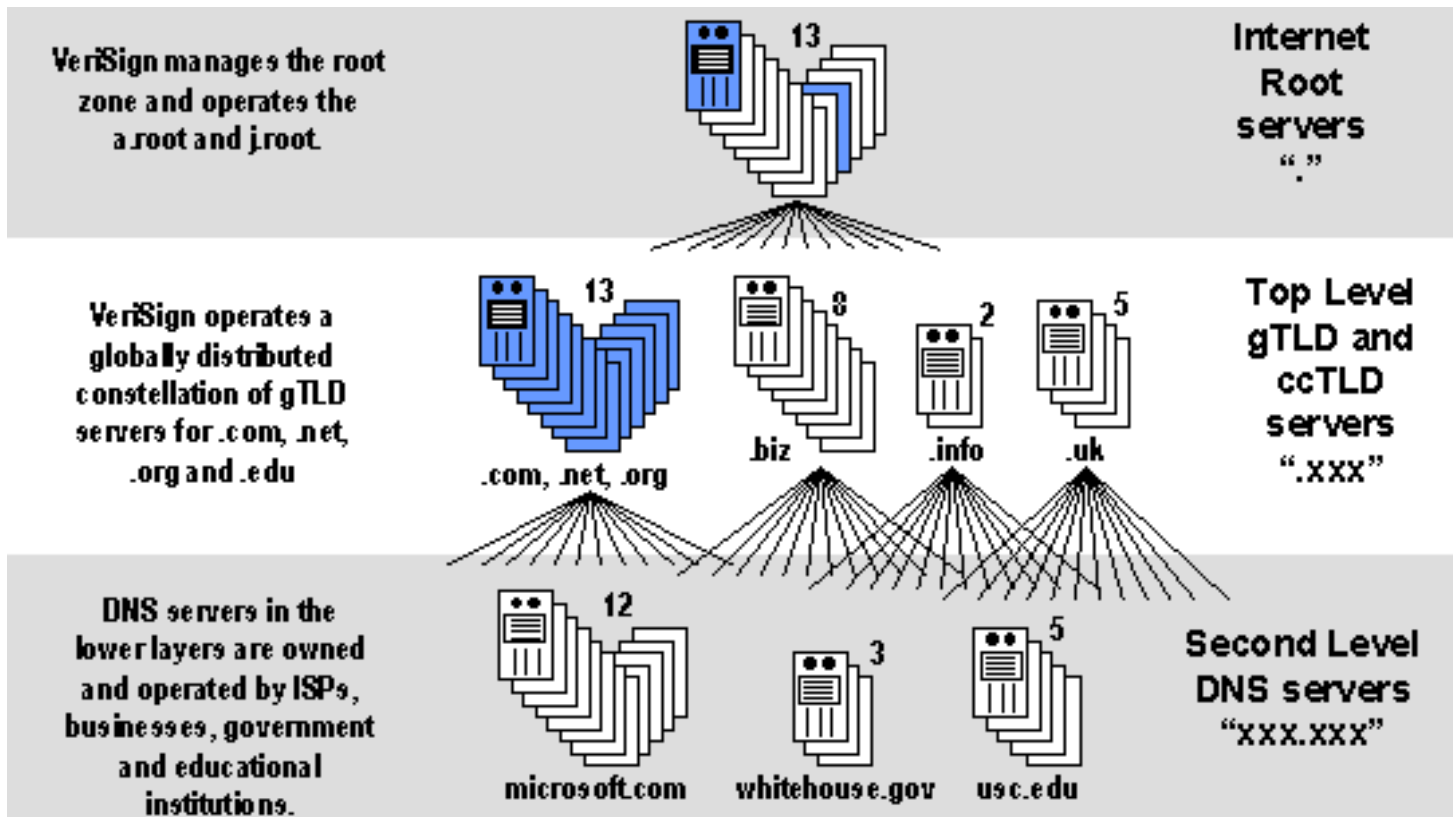 VeriSign manages the root
zone and operates the
a.root and j.root.
13
Internet
Root
servers
“.”
VeriSign operates a
globally distributed
constellation of gTLD
servers for .com, .net,
.org and .edu
13
.com, .net, .org
8
.biz
2
.info
5
.uk
Top Level
gTLD and
ccTLD
servers
“.xxx”
DNS servers in the
lower layers are owned
and operated by ISPs,
businesses, government
and educational
institutions.
12
microsoft.com
3
whitehouse.gov
5
usc.edu
Second Level
DNS servers
“xxx.xxx”